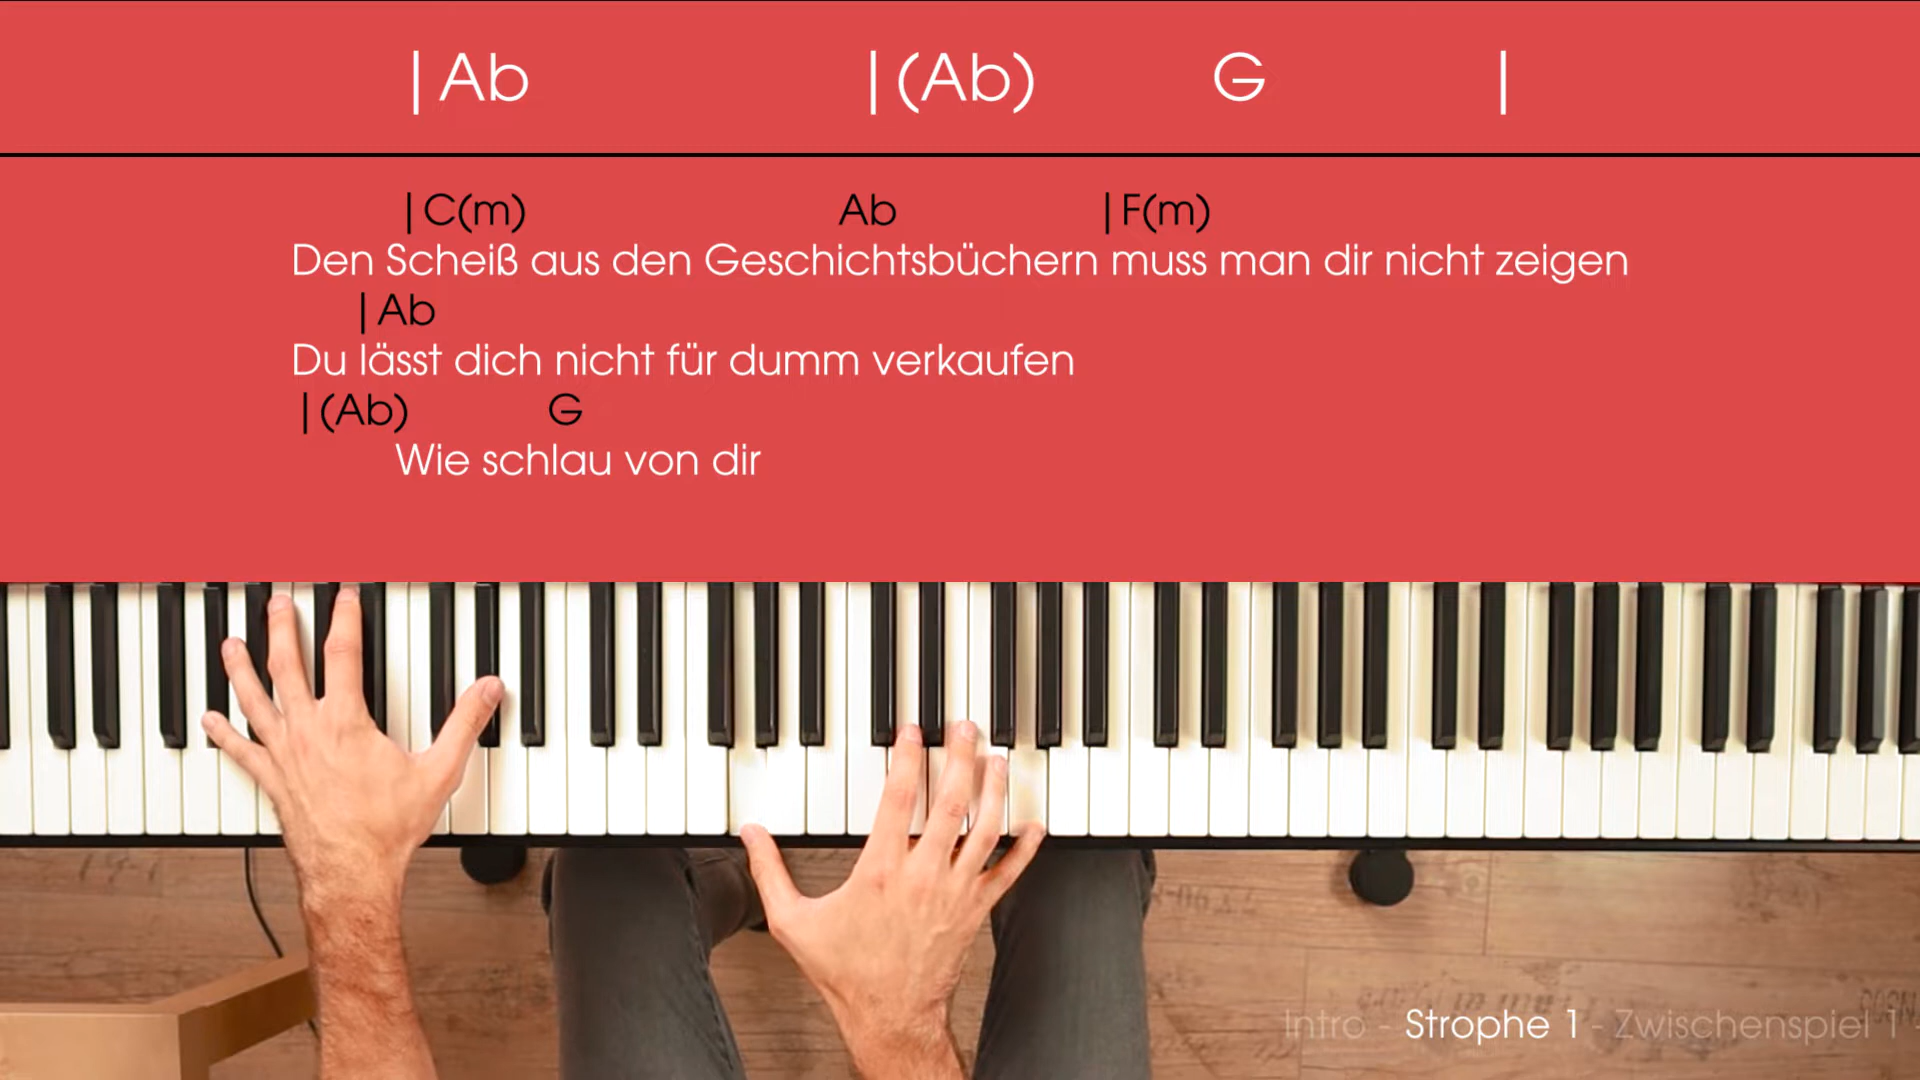 | Ab | (Ab) G |
| C(m) Ab | F(m)
Den Scheiß aus den Geschichtsbüchern muss man dir nicht zeigen
| Ab
Du lässt dich nicht für dumm verkaufen
| (Ab) G
Wie schlau von dir
Intro - Strophe 1 - Zwischenspiel 1 -